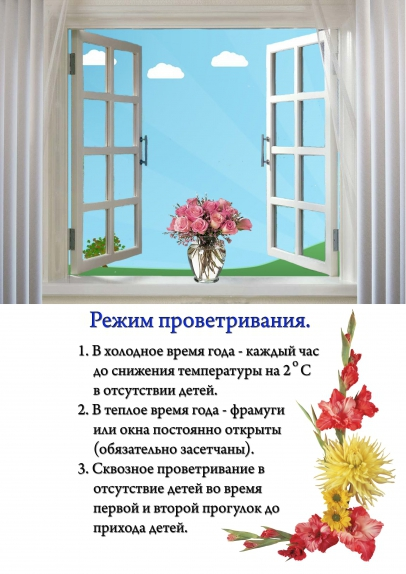 Режим проветривания.
1. В холодное время года - каждый час
до снижения температуры на 2°С
в отсутствии детей.
2. В теплое время года - фрамуги
или окна постоянно открыты
(обязательно засетчаны).
3. Сквозное проветривание в
отсутствие детей во время
первой и второй прогулок до
прихода детей.